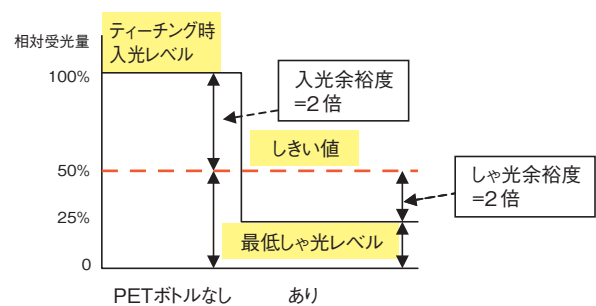 ティーチング時
入光レベル
相対受光量
100%
入光余裕度
=2倍
しきい値
50%
しゃ光余裕度
=2倍
25%
最低しゃ光レベル
0
PETボトルなし
あり